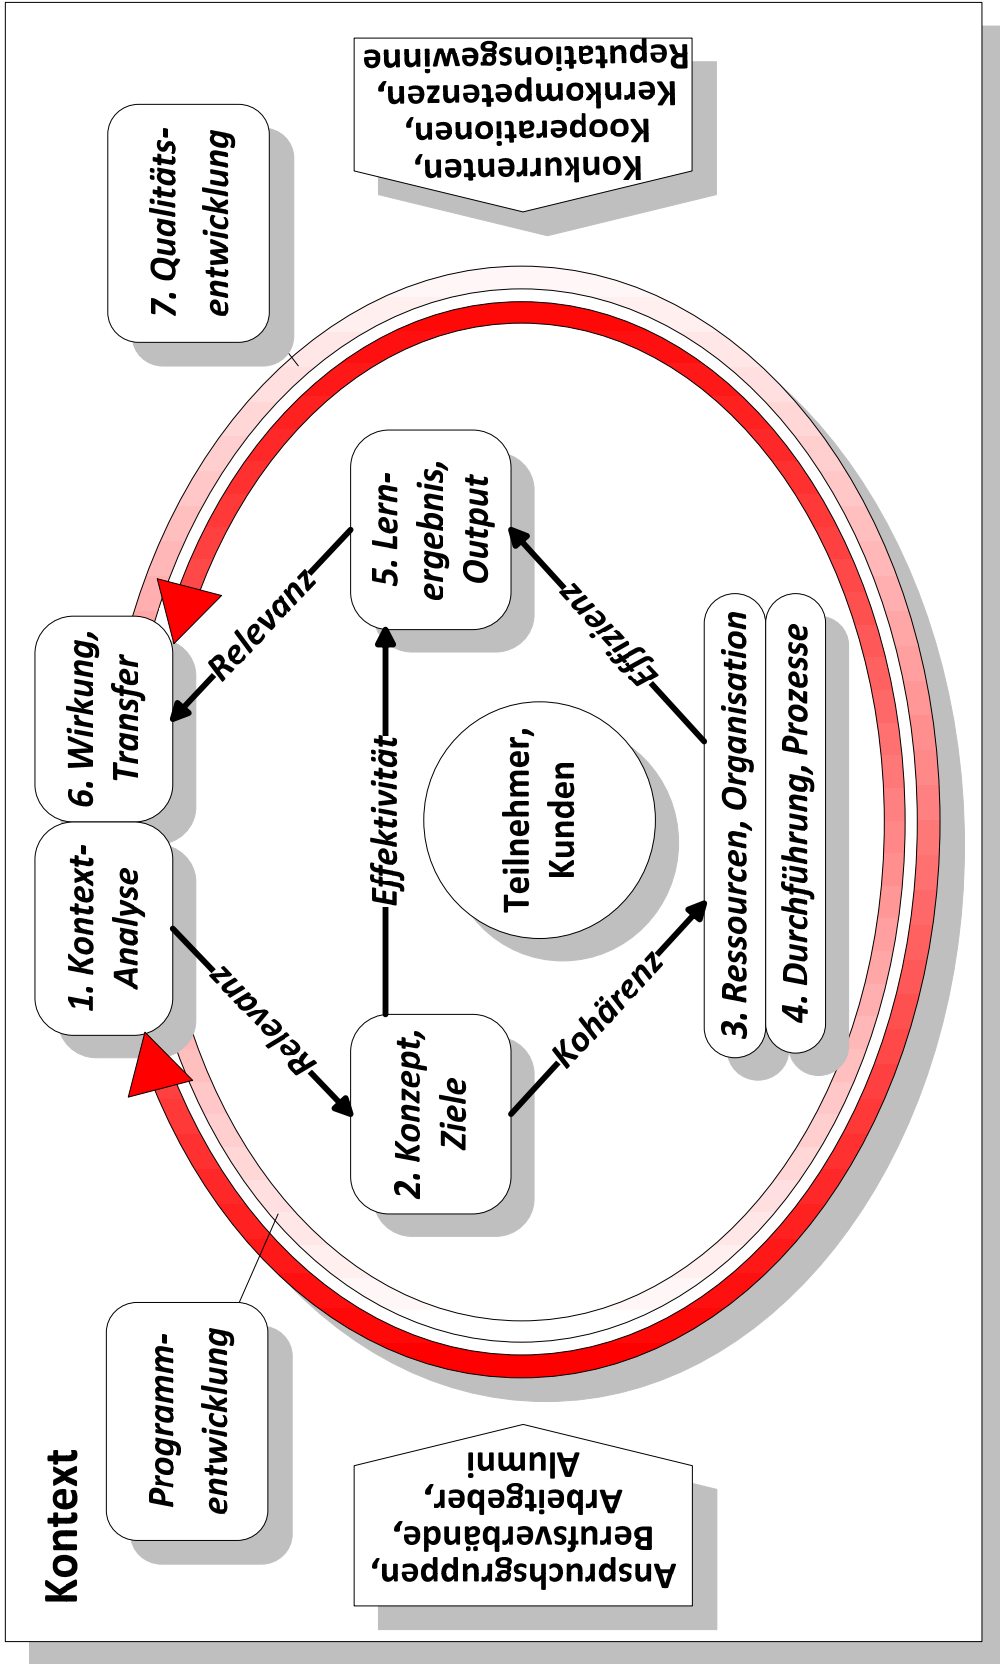 Kontext
Programm-
entwicklung
1. Kontext-
Analyse
6. Wirkung,
Transfer
7. Qualitäts-
entwicklung
Relevanz
Relevanz
2. Konzept,
Ziele
Effektivität
5. Lern-
ergebnis,
Output
Teilnehmer,
Kunden
Kohärenz
Effizienz
3. Ressourcen, Organisation
4. Durchführung, Prozesse
Anspruchsgruppen,
Berufsverbände,
Arbeitgeber,
Alumni
Konkurrenten,
Kooperationen,
Kernkompetenzen,
Reputationsgewinne